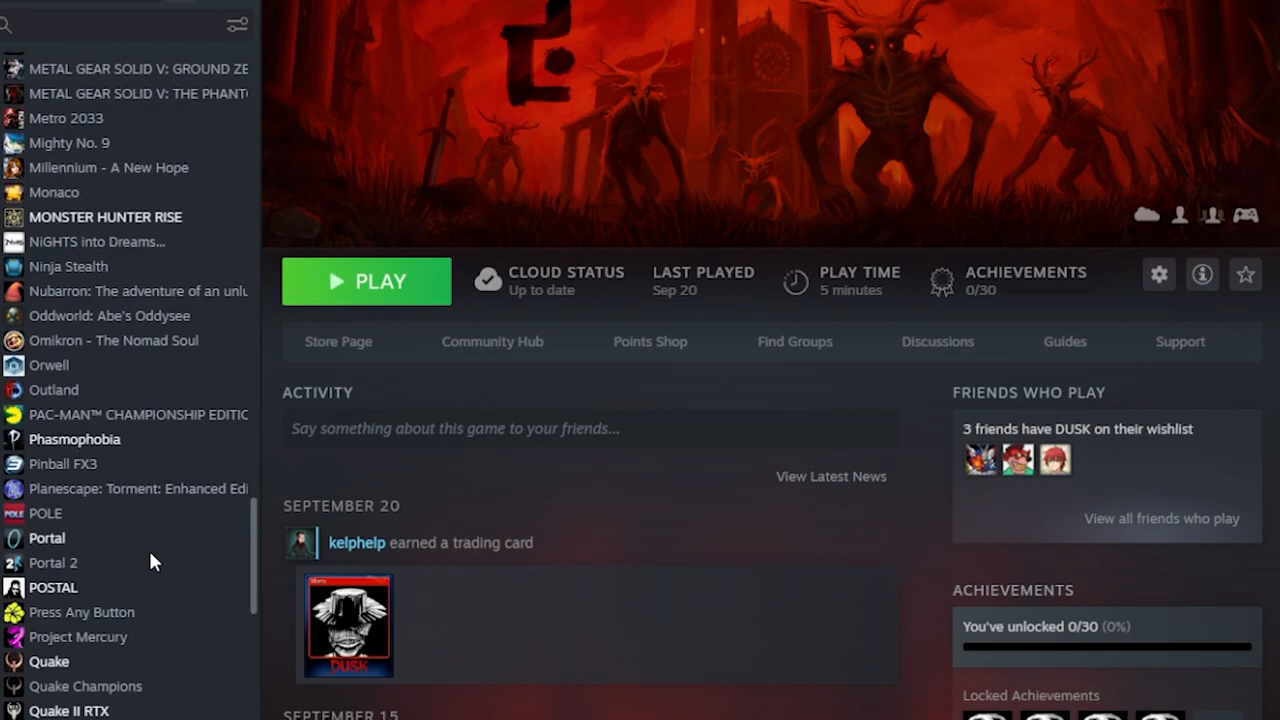 METAL GEAR SOLID V: GROUND ZE
METAL GEAR SOLID V: THE PHANT
Metro 2033
Mighty No. 9
Millennium - A New Hope
Monaco
MONSTER HUNTER RISE
NiGHTS into Dreams...
Ninja Stealth
Nubarron: The adventure of an unlu
Oddworld: Abe's Oddysee
Omikron - The Nomad Soul
Orwell
Outland
PAC-MAN™ CHAMPIONSHIP EDITIC
Phasmophobia
Pinball FX3
Planescape: Torment: Enhanced Edi
POLE
Portal
Portal 2
POSTAL
Press Any Button
Project Mercury
Quake
Quake Champions
Quake II RTX
PLAY
CLOUD STATUS
Up to date
LAST PLAYED
Sep 20
PLAY TIME
5 minutes
ACHIEVEMENTS
0/30
Store Page
Community Hub
Points Shop
Find Groups
Discussions
Guides
Support
ACTIVITY
Say something about this game to your friends...
View Latest News
SEPTEMBER 20
kelphelp earned a trading card
DUSK
SEPTEMBER 15
FRIENDS WHO PLAY
3 friends have DUSK on their wishlist
View all friends who play
ACHIEVEMENTS
You've unlocked 0/30 (0%)
Locked Achievements